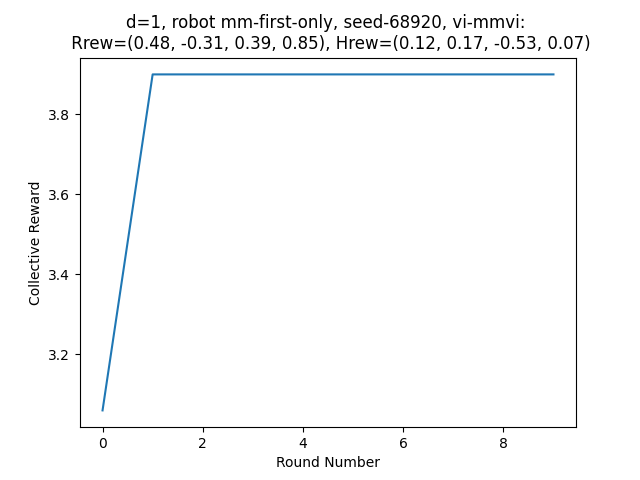 d=1, robot mm-first-only, seed-68920, vi-mmvi:
Rrew=(0.48, -0.31, 0.39, 0.85), Hrew=(0.12, 0.17, -0.53, 0.07)
3.8
3.6
3.4
3.2
Collective Reward
0 2 4 6 8
Round Number